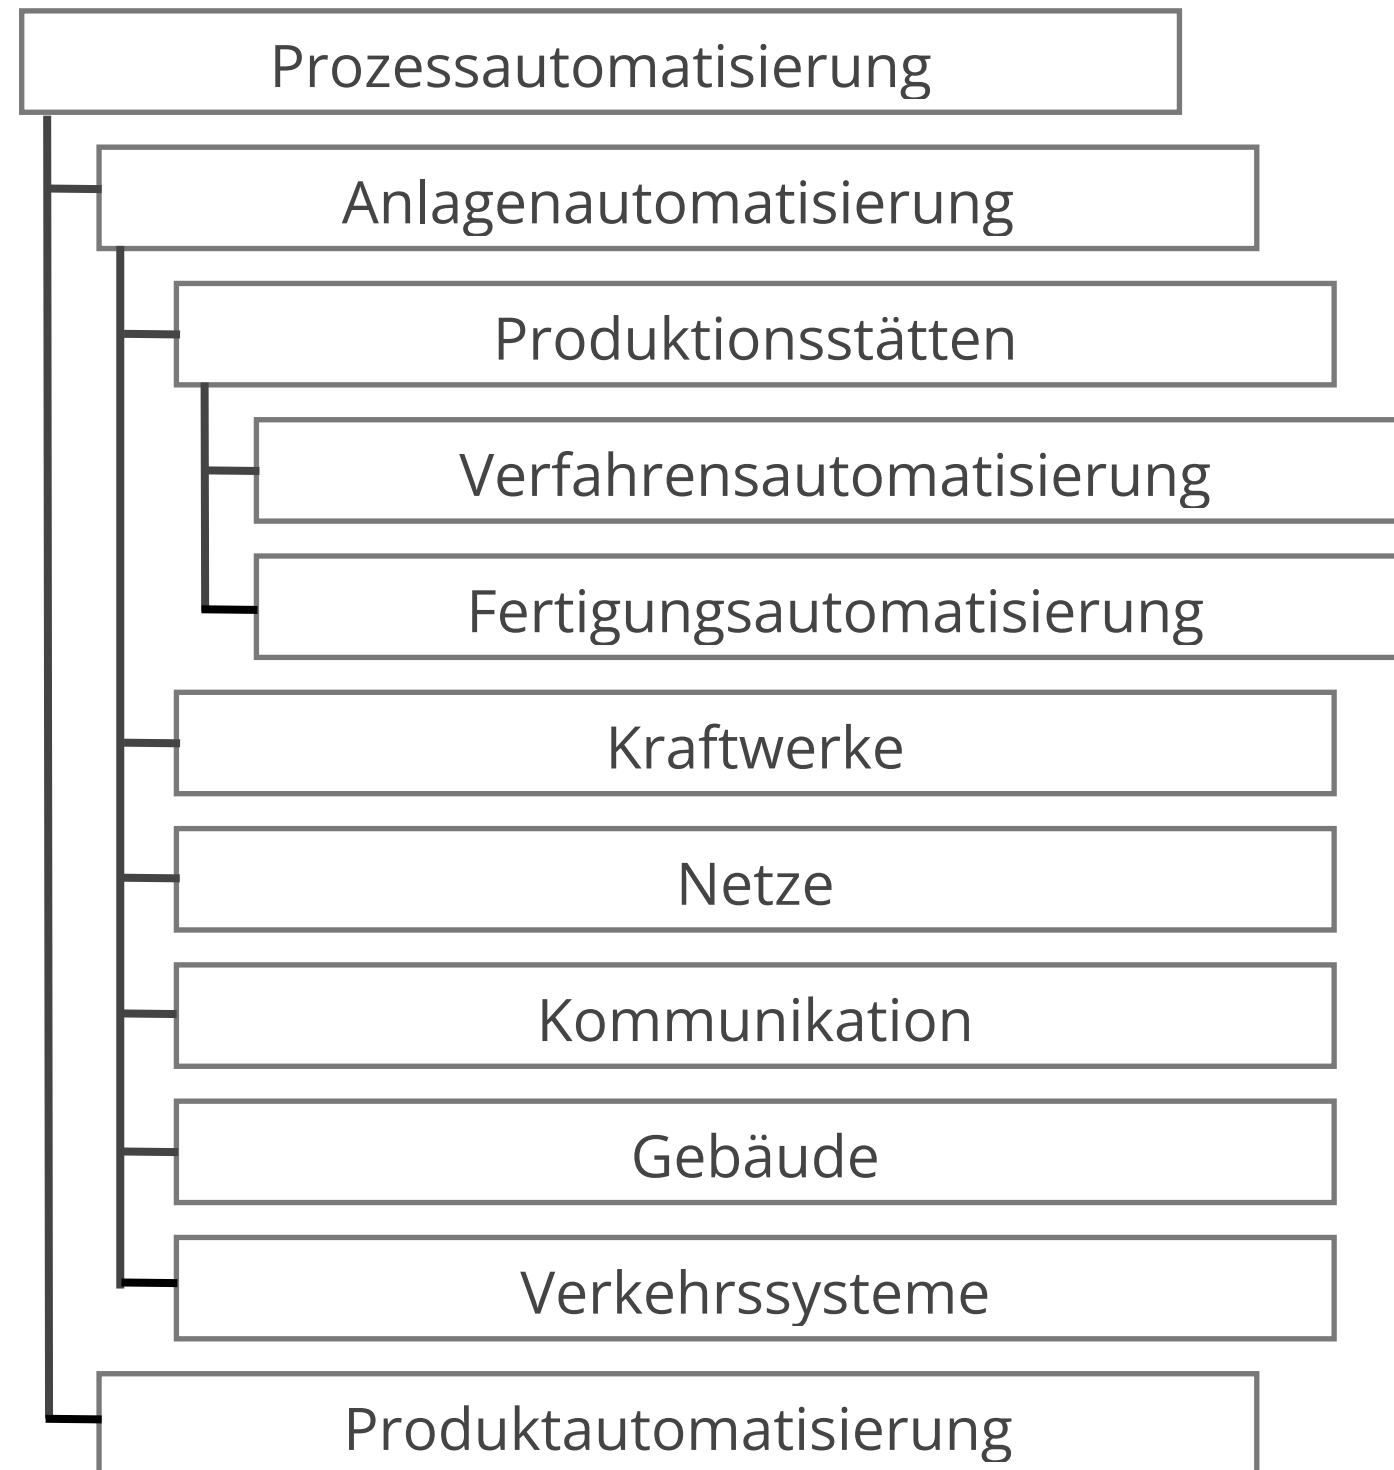 Prozessautomatisierung
Anlagenautomatisierung
Produktionsstätten
Verfahrensautomatisierung
Fertigungsautomatisierung
Kraftwerke
Netze
Kommunikation
Gebäude
Verkehrssysteme
Produktautomatisierung